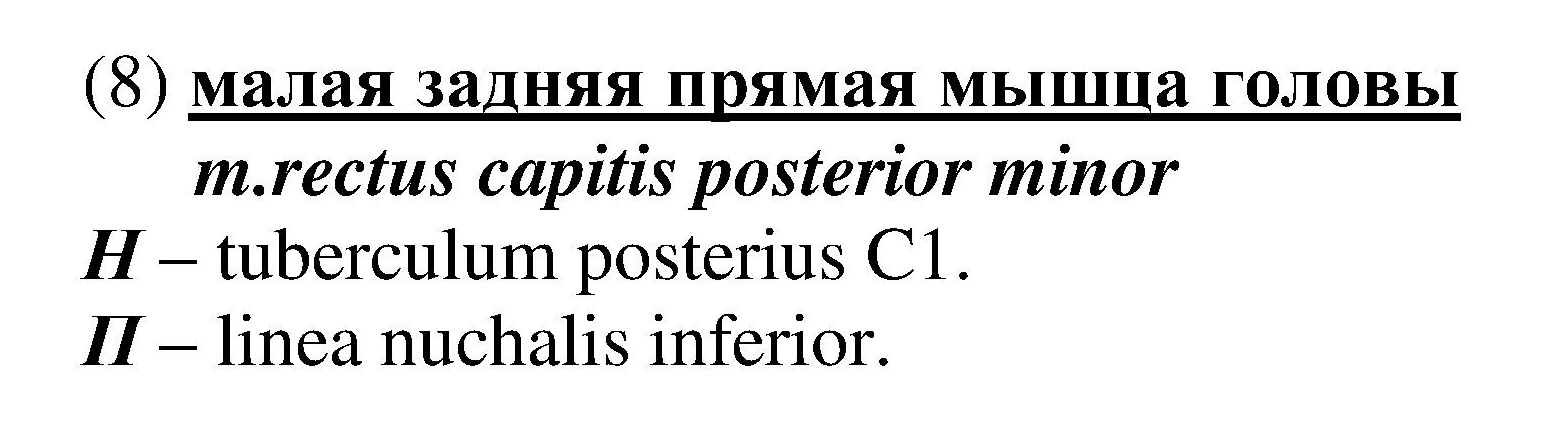 (8) малая задняя прямая мышца головы
m.rectus capitis posterior minor
Н – tuberculum posterius C1.
П – linea nuchalis inferior.